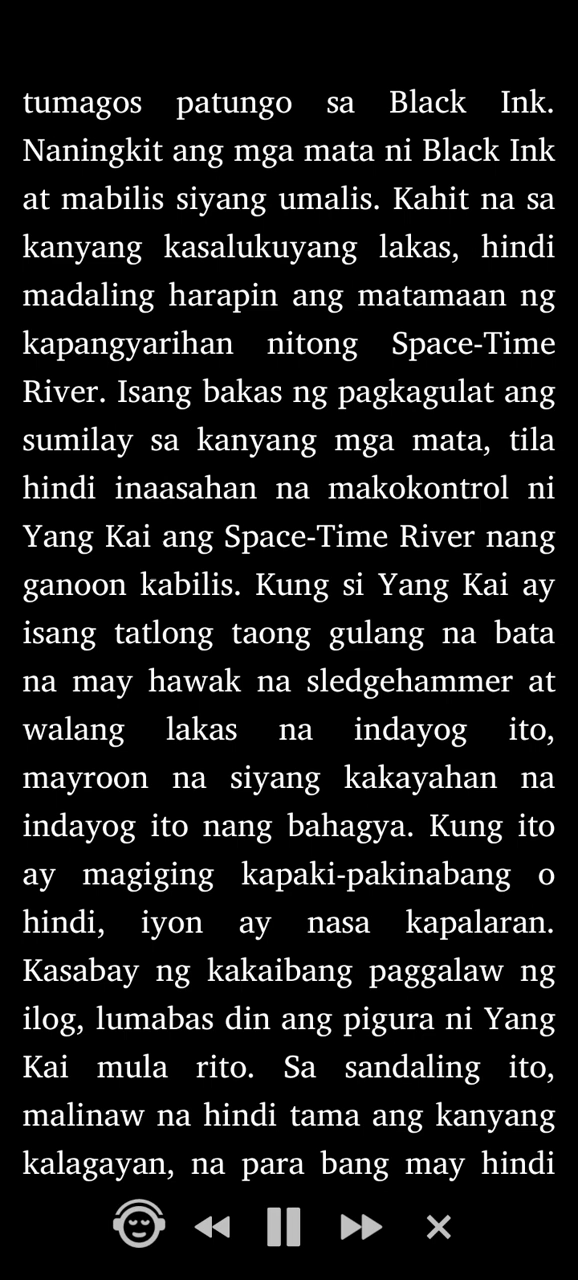 tumagos patungo sa Black Ink.
Naningkit ang mga mata ni Black Ink
at mabilis siyang umalis. Kahit na sa
kanyang kasalukuyang lakas, hindi
madaling harapin ang matamaan ng
kapangyarihan nitong Space-Time
River. Isang bakas ng pagkagulat ang
sumilay sa kanyang mga mata, tila
hindi inaasahan na makokontrol ni
Yang Kai ang Space-Time River nang
ganoon kabilis. Kung si Yang Kai ay
isang tatlong taong gulang na bata
na may hawak na sledgehammer at
walang lakas na indayog ito,
mayroon na siyang kakayahan na
indayog ito nang bahagya. Kung ito
ay magiging kapaki-pakinabang o
hindi, iyon ay nasa kapalaran.
Kasabay ng kakaibang paggalaw ng
ilog, lumabas din ang pigura ni Yang
Kai mula rito. Sa sandaling ito,
malinaw na hindi tama ang kanyang
kalagayan, na para bang may hindi